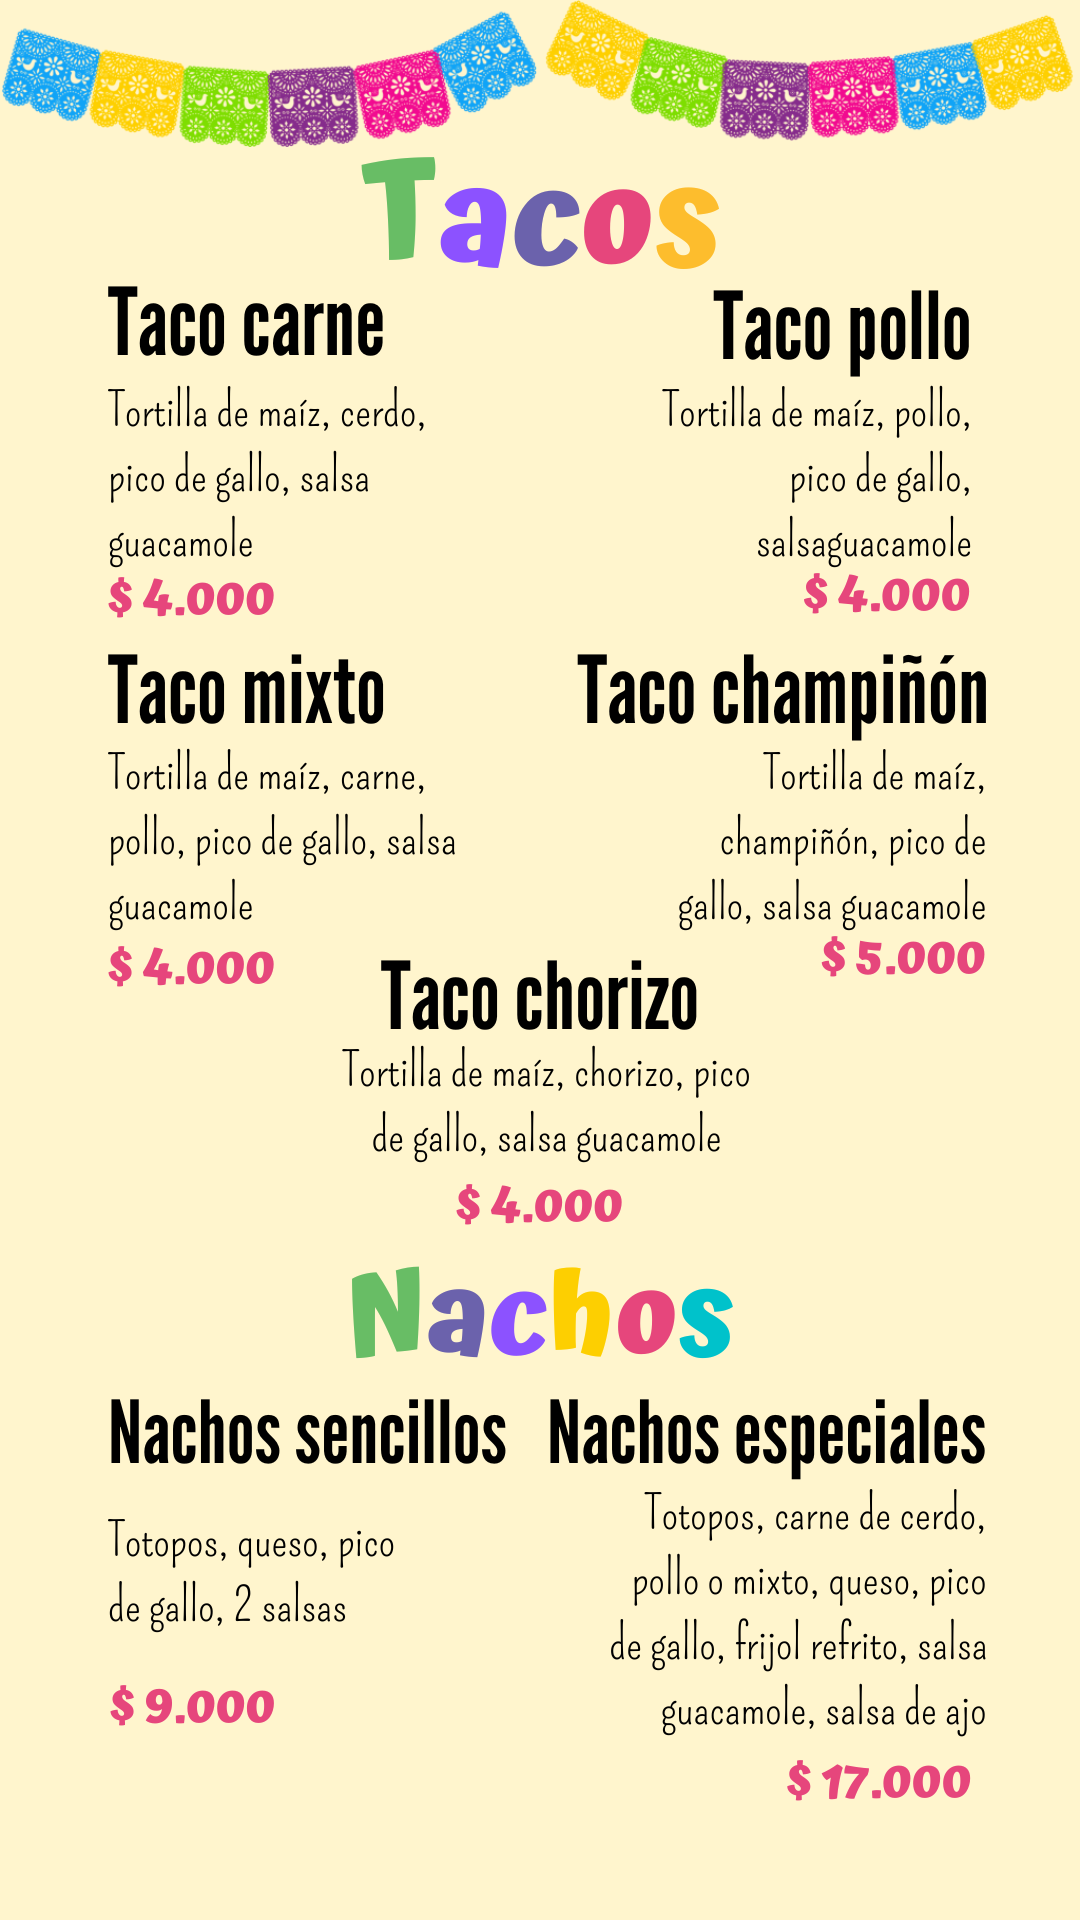 Tacos
Taco carne
Tortilla de maíz, cerdo,
pico de gallo, salsa
guacamole
$ 4.000
Taco pollo
Tortilla de maíz, pollo,
pico de gallo,
salsaguacamole
$ 4.000
Taco mixto
Tortilla de maíz, carne,
pollo, pico de gallo, salsa
guacamole
$ 4.000
Taco champiñón
Tortilla de maíz,
champiñón, pico de
gallo, salsa guacamole
$ 5.000
Taco chorizo
Tortilla de maíz, chorizo, pico
de gallo, salsa guacamole
$ 4.000
Nachos
Nachos sencillos
Totopos, queso, pico
de gallo, 2 salsas
$ 9.000
Nachos especiales
Totopos, carne de cerdo,
pollo o mixto, queso, pico
de gallo, frijol refrito, salsa
guacamole, salsa de ajo
$ 17.000